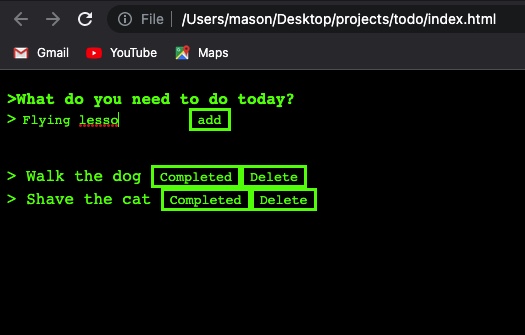 File | /Users/mason/Desktop/projects/todo/index.html
Gmail YouTube Maps
>What do you need to do today?
> Flying lesso add
> Walk the dog Completed Delete
> Shave the cat Completed Delete